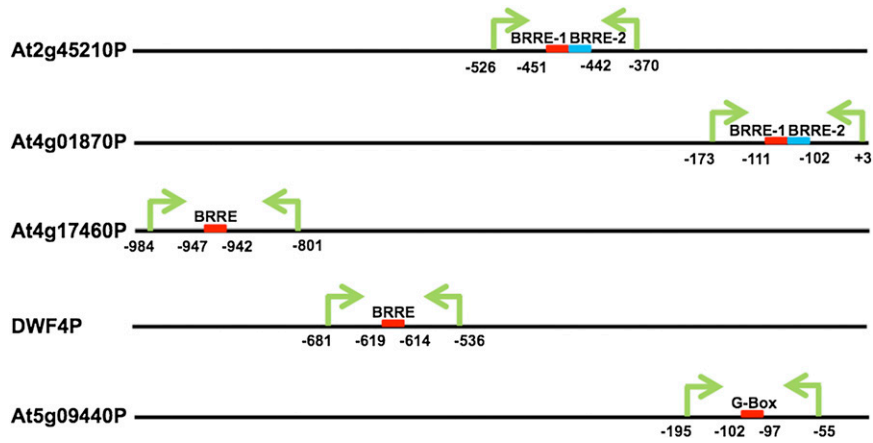 At2g45210P
BRRE-1 BRRE-2
-526 -451 -442 -370
At4g01870P
BRRE-1 BRRE-2
-173 -111 -102 +3
At4g17460P
BRRE
-984 -947 -942 -801
DWF4P
BRRE
-681 -619 -614 -536
At5g09440P
G-Box
-195 -102 -97 -55